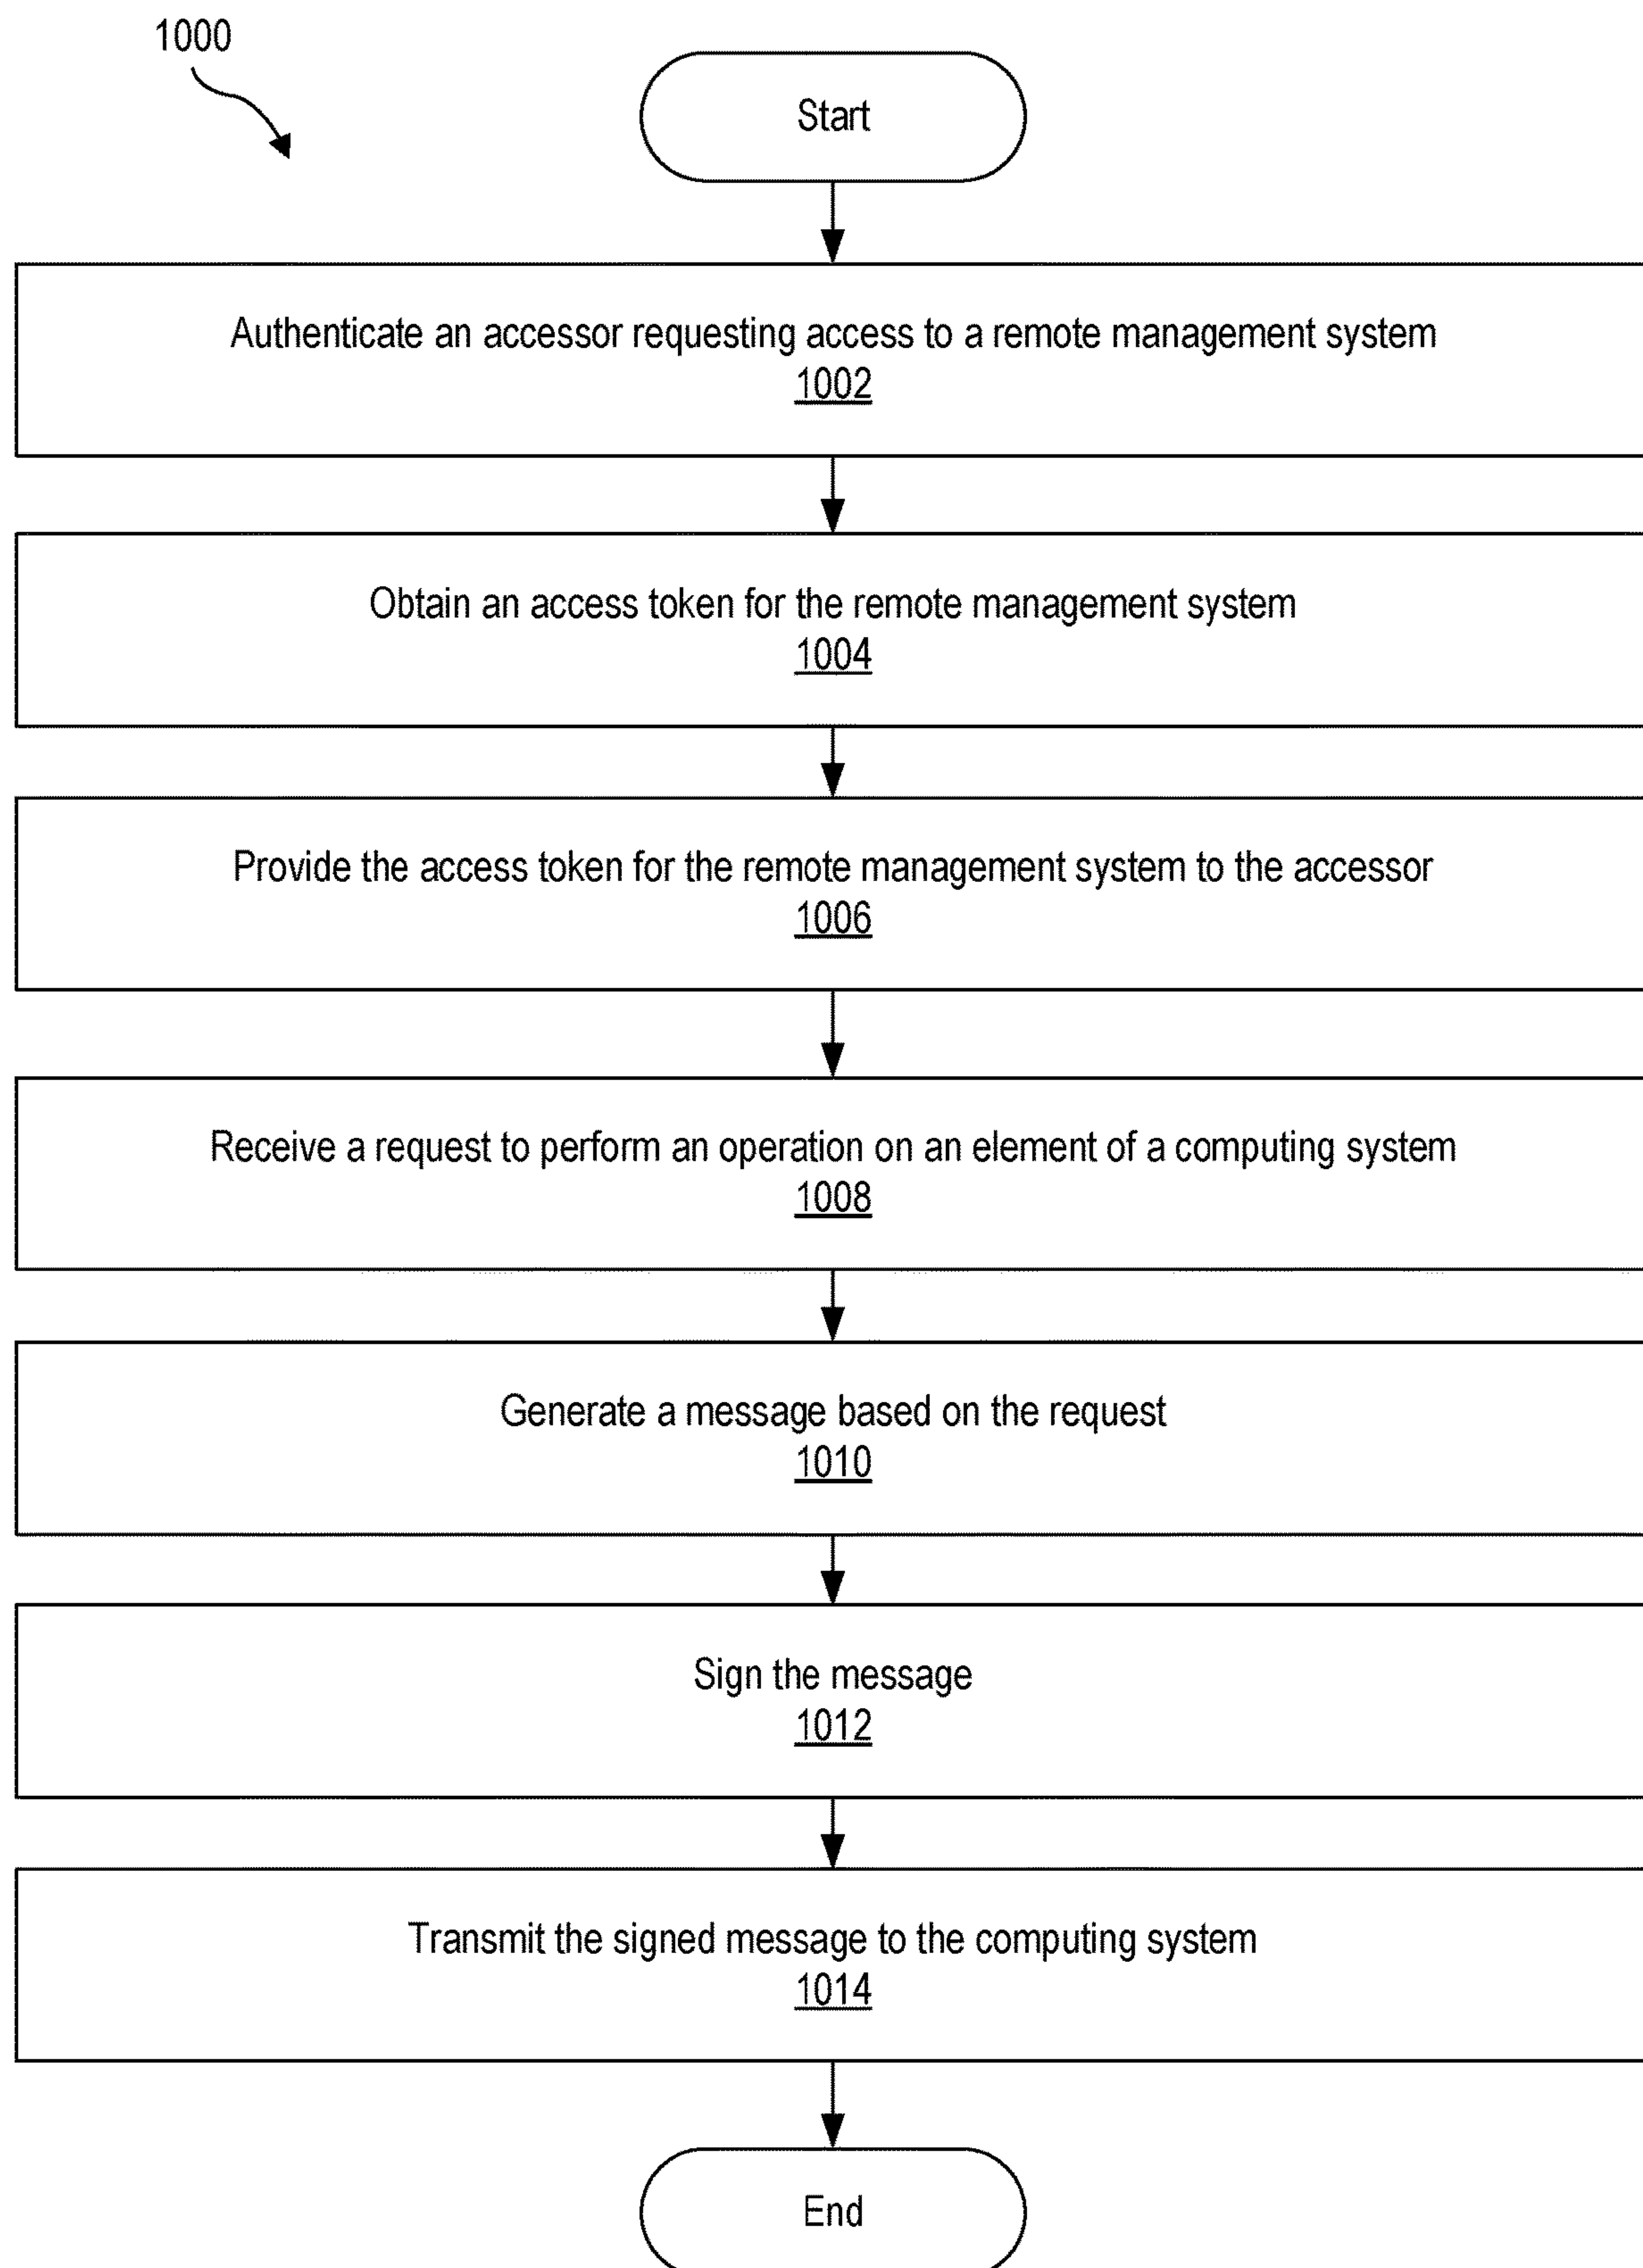 1000
Start
Authenticate an accessor requesting access to a remote management system
1002
Obtain an access token for the remote management system
1004
Provide the access token for the remote management system to the accessor
1006
Receive a request to perform an operation on an element of a computing system
1008
Generate a message based on the request
1010
Sign the message
1012
Transmit the signed message to the computing system
1014
End